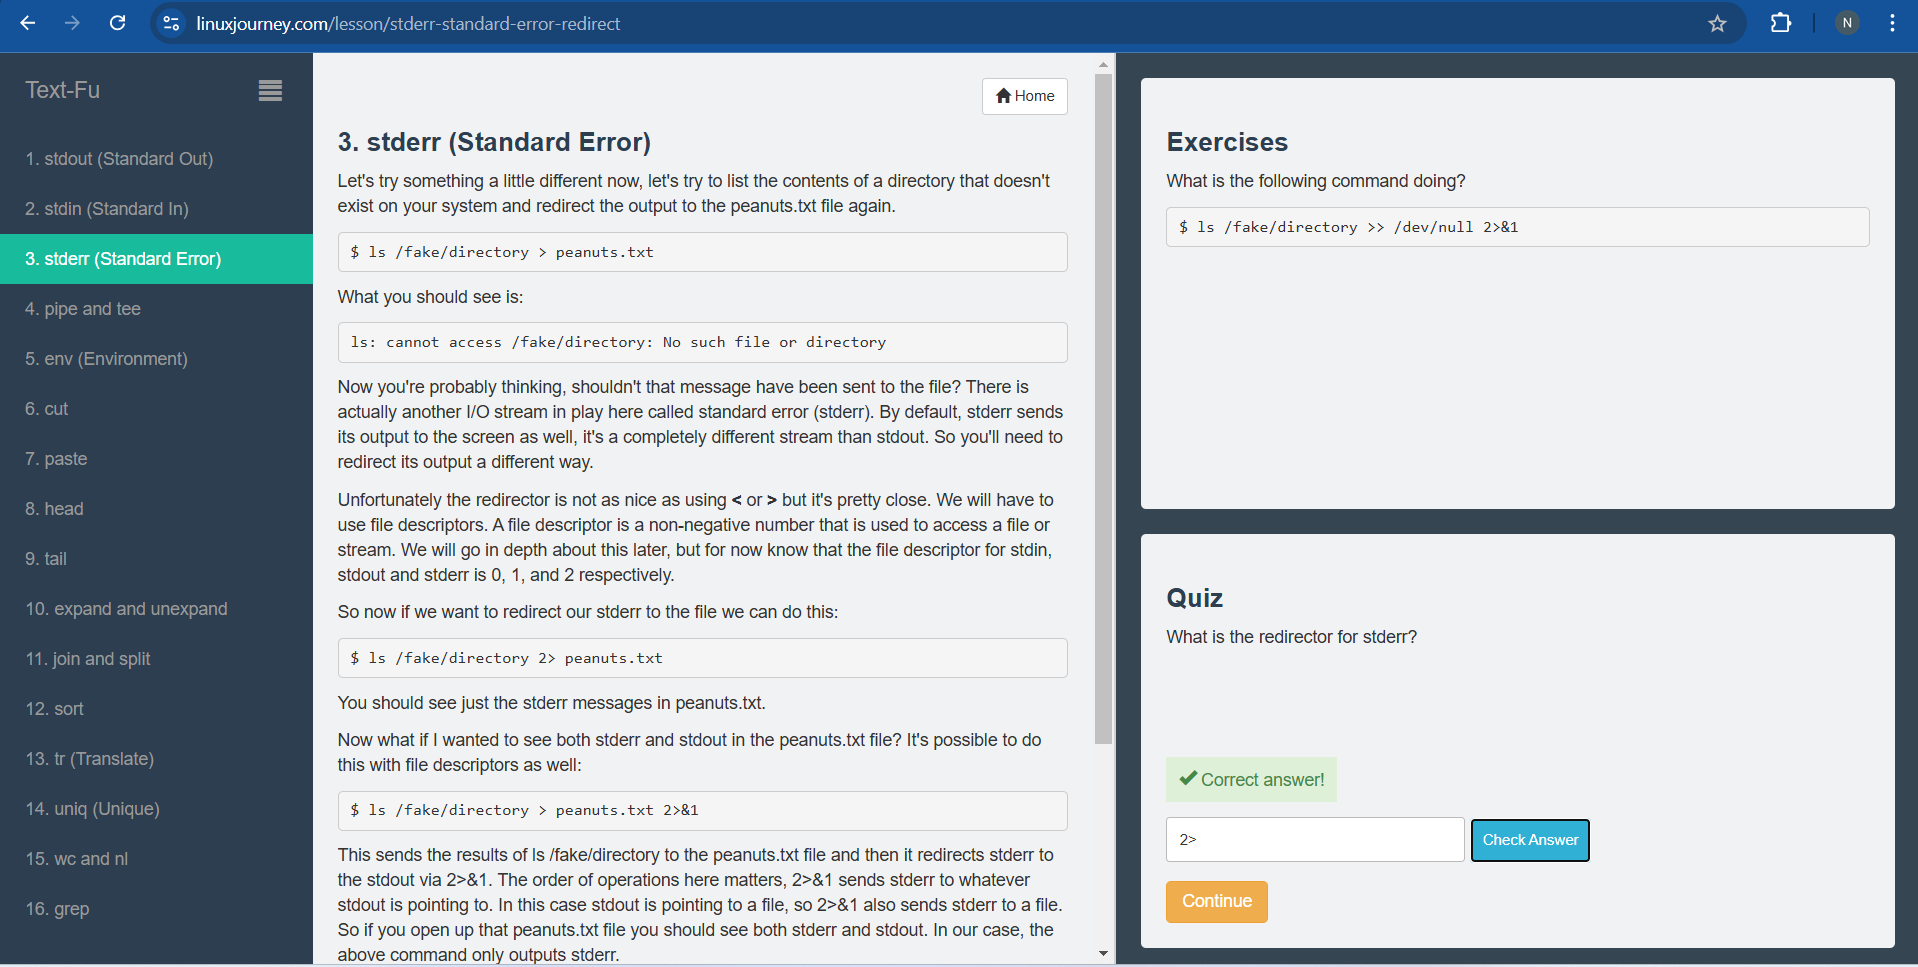 linuxjourney.com/lesson/stderr-standard-error-redirect
N
Text-Fu
1. stdout (Standard Out)
2. stdin (Standard In)
3. stderr (Standard Error)
4. pipe and tee
5. env (Environment)
6. cut
7. paste
8. head
9. tail
10. expand and unexpand
11. join and split
12. sort
13. tr (Translate)
14. uniq (Unique)
15. wc and nl
16. grep
Home
3. stderr (Standard Error)
Let's try something a little different now, let's try to list the contents of a directory that doesn't
exist on your system and redirect the output to the peanuts.txt file again.
$ ls /fake/directory > peanuts.txt
What you should see is:
ls: cannot access /fake/directory: No such file or directory
Now you're probably thinking, shouldn't that message have been sent to the file? There is
actually another I/O stream in play here called standard error (stderr). By default, stderr sends
its output to the screen as well, it's a completely different stream than stdout. So you'll need to
redirect its output a different way.
Unfortunately the redirector is not as nice as using < or > but it's pretty close. We will have to
use file descriptors. A file descriptor is a non-negative number that is used to access a file or
stream. We will go in depth about this later, but for now know that the file descriptor for stdin,
stdout and stderr is 0, 1, and 2 respectively.
So now if we want to redirect our stderr to the file we can do this:
$ ls /fake/directory 2> peanuts.txt
You should see just the stderr messages in peanuts.txt.
Now what if I wanted to see both stderr and stdout in the peanuts.txt file? It's possible to do
this with file descriptors as well:
$ ls /fake/directory > peanuts.txt 2>&1
This sends the results of ls /fake/directory to the peanuts.txt file and then it redirects stderr to
the stdout via 2>&1. The order of operations here matters, 2>&1 sends stderr to whatever
stdout is pointing to. In this case stdout is pointing to a file, so 2>&1 also sends stderr to a file.
So if you open up that peanuts.txt file you should see both stderr and stdout. In our case, the
above command only outputs stderr.
Exercises
What is the following command doing?
$ ls /fake/directory >> /dev/null 2>&1
Quiz
What is the redirector for stderr?
Correct answer!
2>
Check Answer
Continue